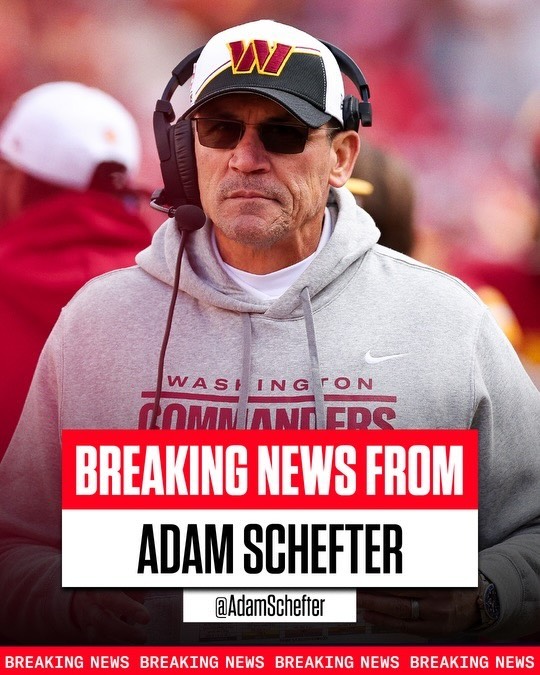 W
WASHINGTON
COMMANDERS
BREAKING NEWS FROM
ADAM SCHEFTER
@AdamSchefter
BREAKING NEWS BREAKING NEWS BREAKING NEWS BREAKING NEWS